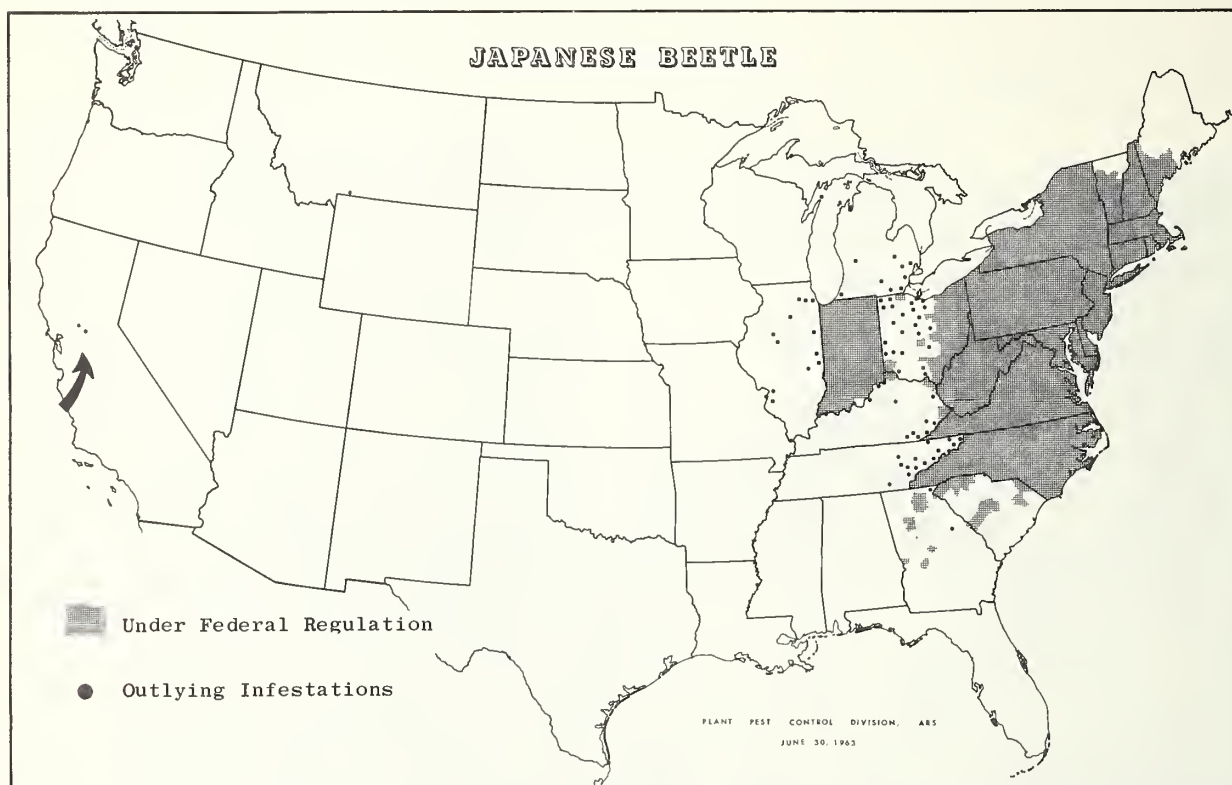 JAPANESE BEETLE
Under Federal Regulation
Outlying Infestations
PLANT PEST CONTROL DIVISION, ARS
JUNE 30, 1963